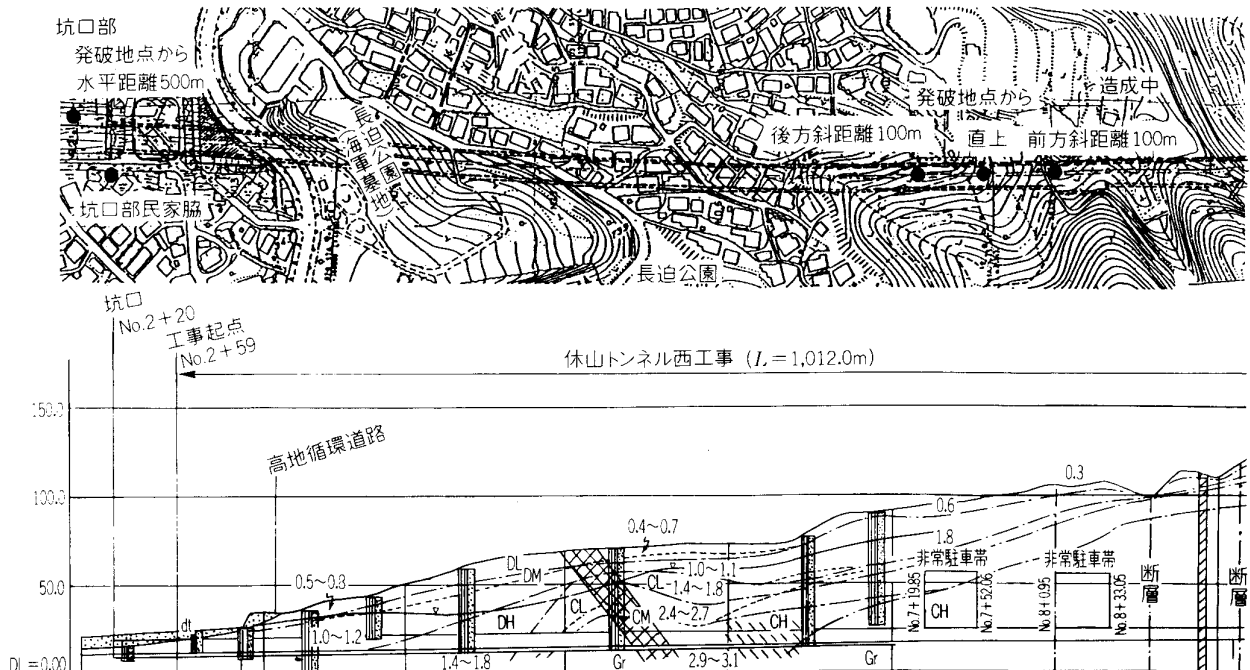 坑口部
発破地点から
水平距離500m
長迫公園
(海軍墓地)
坑口部民家脇
発破地点から
造成中
後方斜距離100m
直上
前方斜距離100m
長迫公園
坑口
No.2+20
工事起点
No.2+59
休山トンネル西工事 (L=1,012.0m)
150.0
高地循環道路
100.0
0.3
0.6
0.4~0.7
1.8
非常駐車帯
非常駐車帯
断層
断層
DL
DM
1.0~1.1
CL
1.4~1.8
50.0
0.5~0.8
CL
2.4~2.7
No.7+19.85
No.7+52.06
No.8+0.95
No.8+33.05
CH
dt
1.0~1.2
DH
CM
CH
DL=0.00
1.4~1.8
Gr
2.9~3.1
Gr